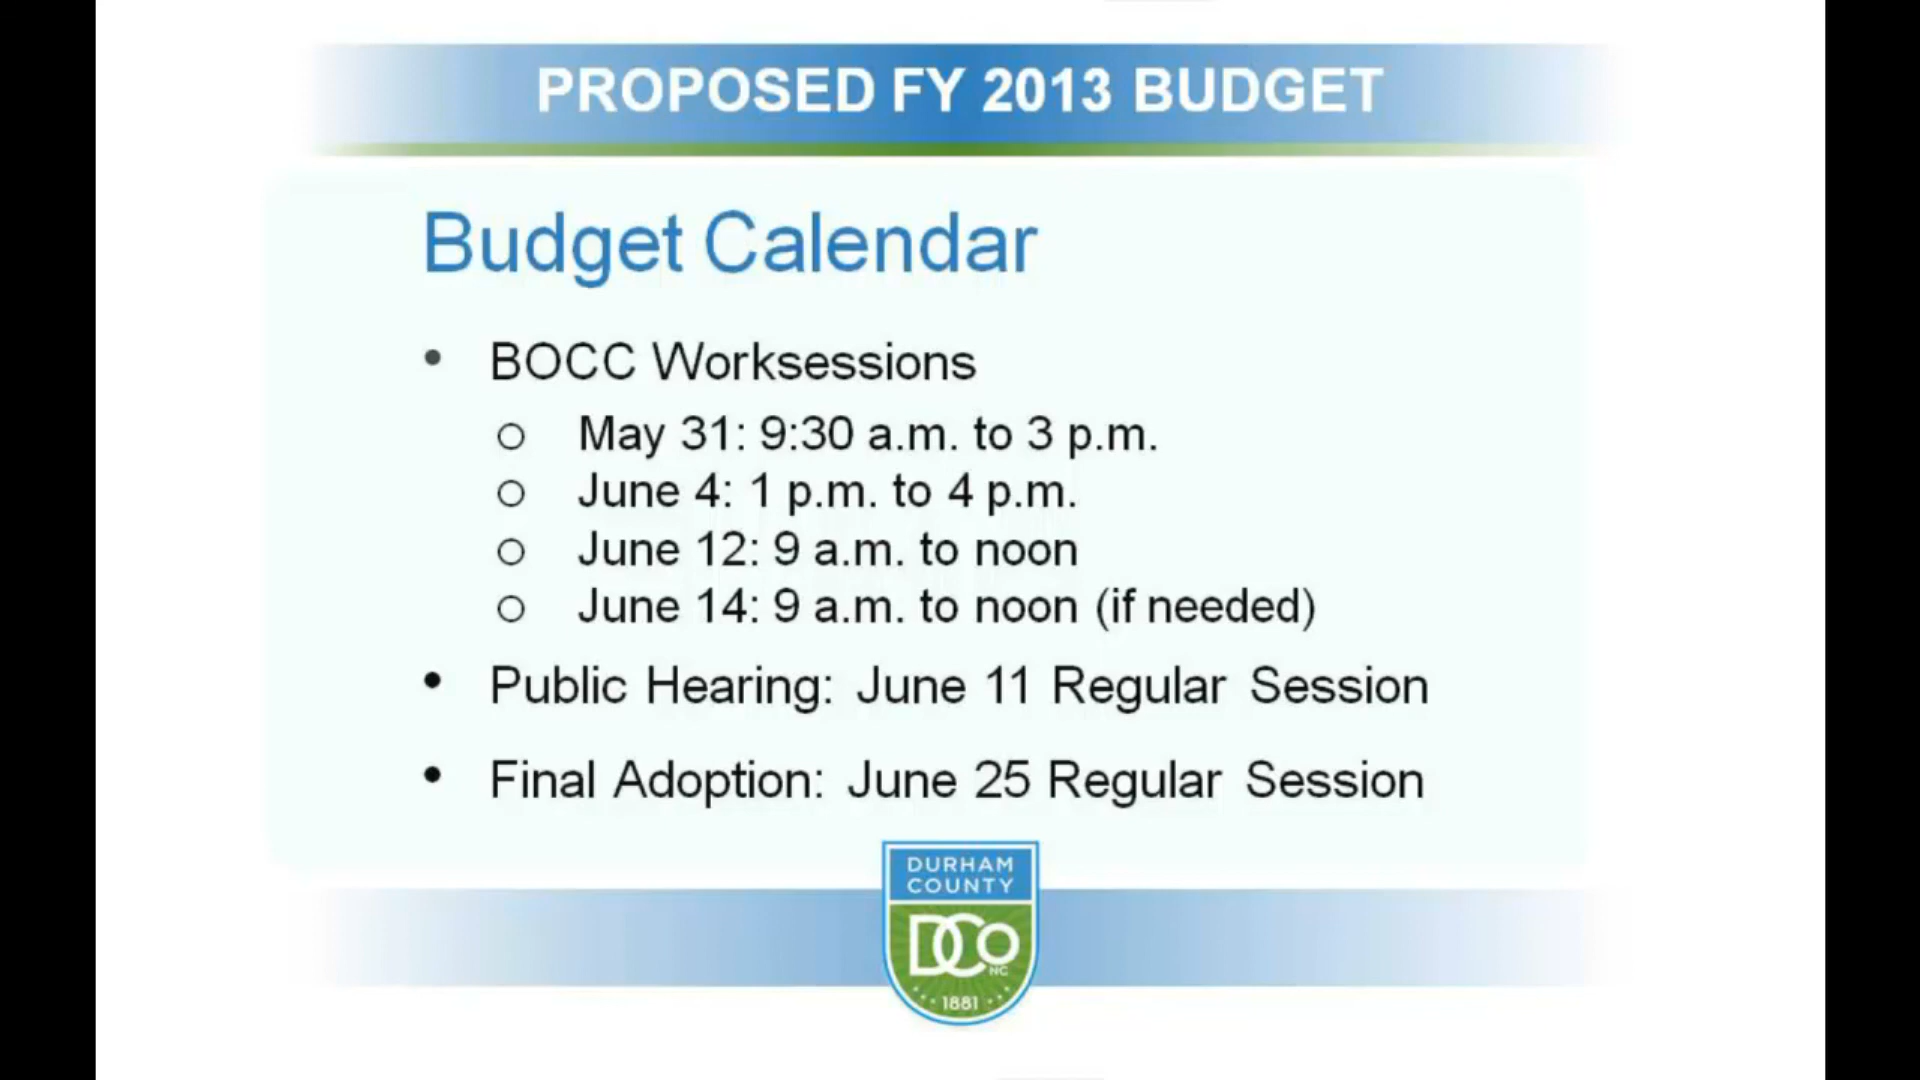 PROPOSED FY 2013 BUDGET
Budget Calendar
• BOCC Worksessions
o May 31: 9:30 a.m. to 3 p.m.
o June 4: 1 p.m. to 4 p.m.
o June 12: 9 a.m. to noon
o June 14: 9 a.m. to noon (if needed)
• Public Hearing: June 11 Regular Session
• Final Adoption: June 25 Regular Session
DURHAM
COUNTY
DCo
NC
1881